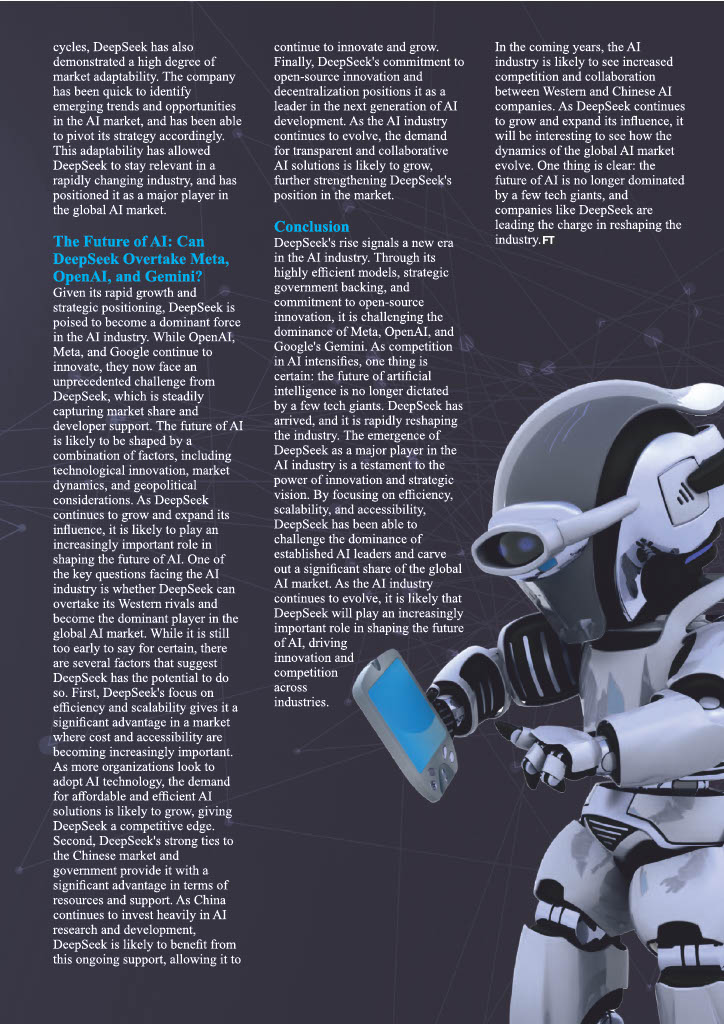 cycles, DeepSeek has also
demonstrated a high degree of
market adaptability. The company
has been quick to identify
emerging trends and opportunities
in the AI market, and has been able
to pivot its strategy accordingly.
This adaptability has allowed
DeepSeek to stay relevant in a
rapidly changing industry, and has
positioned it as a major player in
the global AI market.
The Future of AI: Can
DeepSeek Overtake Meta,
OpenAI, and Gemini?
Given its rapid growth and
strategic positioning, DeepSeek is
poised to become a dominant force
in the AI industry. While OpenAI,
Meta, and Google continue to
innovate, they now face an
unprecedented challenge from
DeepSeek, which is steadily
capturing market share and
developer support. The future of AI
is likely to be shaped by a
combination of factors, including
technological innovation, market
dynamics, and geopolitical
considerations. As DeepSeek
continues to grow and expand its
influence, it is likely to play an
increasingly important role in
shaping the future of AI. One of
the key questions facing the AI
industry is whether DeepSeek can
overtake its Western rivals and
become the dominant player in the
global AI market. While it is still
too early to say for certain, there
are several factors that suggest
DeepSeek has the potential to do
so. First, DeepSeek's focus on
efficiency and scalability gives it a
significant advantage in a market
where cost and accessibility are
becoming increasingly important.
As more organizations look to
adopt AI technology, the demand
for affordable and efficient AI
solutions is likely to grow, giving
DeepSeek a competitive edge.
Second, DeepSeek's strong ties to
the Chinese market and
government provide it with a
significant advantage in terms of
resources and support. As China
continues to invest heavily in AI
research and development,
DeepSeek is likely to benefit from
this ongoing support, allowing it to
continue to innovate and grow.
Finally, DeepSeek's commitment to
open-source innovation and
decentralization positions it as a
leader in the next generation of AI
development. As the AI industry
continues to evolve, the demand
for transparent and collaborative
AI solutions is likely to grow,
further strengthening DeepSeek's
position in the market.
Conclusion
DeepSeek's rise signals a new era
in the AI industry. Through its
highly efficient models, strategic
government backing, and
commitment to open-source
innovation, it is challenging the
dominance of Meta, OpenAI, and
Google's Gemini. As competition
in AI intensifies, one thing is
certain: the future of artificial
intelligence is no longer dictated
by a few tech giants. DeepSeek has
arrived, and it is rapidly reshaping
the industry. The emergence of
DeepSeek as a major player in the
AI industry is a testament to the
power of innovation and strategic
vision. By focusing on efficiency,
scalability, and accessibility,
DeepSeek has been able to
challenge the dominance of
established AI leaders and carve
out a significant share of the global
AI market. As the AI industry
continues to evolve, it is likely that
DeepSeek will play an increasingly
important role in shaping the future
of AI, driving
innovation and
competition
across
industries.
In the coming years, the AI
industry is likely to see increased
competition and collaboration
between Western and Chinese AI
companies. As DeepSeek continues
to grow and expand its influence, it
will be interesting to see how the
dynamics of the global AI market
evolve. One thing is clear: the
future of AI is no longer dominated
by a few tech giants, and
companies like DeepSeek are
leading the charge in reshaping the
industry. FT